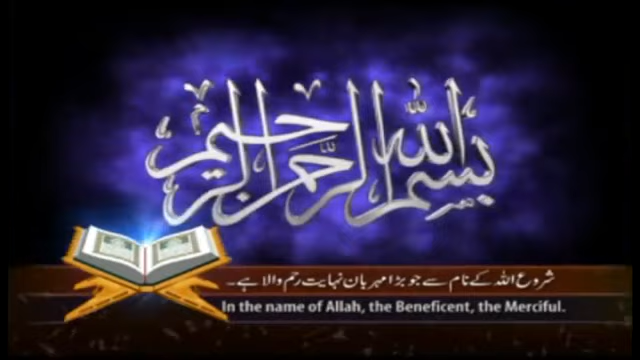 بسم الله الرحمن الرحيم
شروع اللہ کے نام سے جو بڑا مہربان نہایت رحم والا ہے۔
In the name of Allah, the Beneficent, the Merciful.